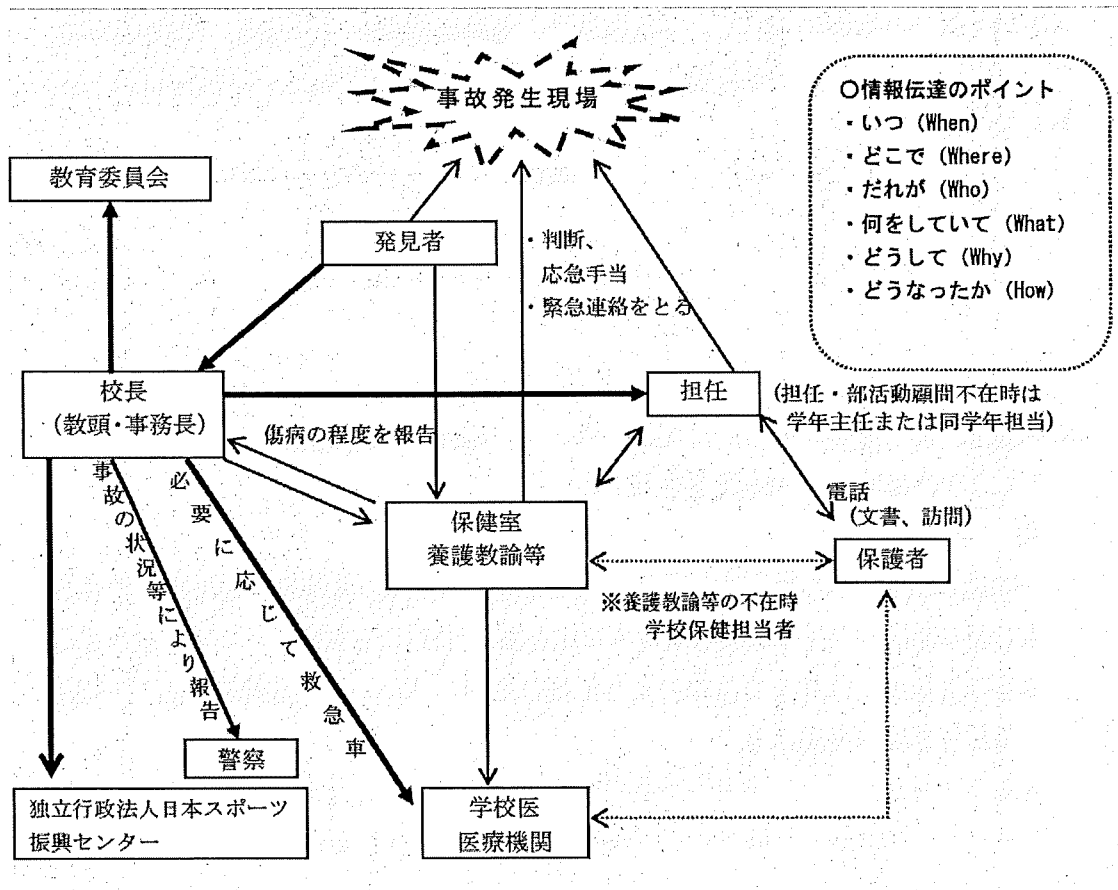 事故発生現場
〇情報伝達のポイント
・いつ (When)
・どこで (Where)
・だれが (Who)
・何をしていて (What)
・どうして (Why)
・どうなったか (How)
教育委員会
発見者
・判断、
応急手当
・緊急連絡をとる
校長
(教頭・事務長)
担任
(担任・部活動顧問不在時は
学年主任または同学年担当)
傷病の程度を報告
事故の状況等により報告
必要に応じて救急車
保健室
養護教諭等
電話
(文書、訪問)
保護者
※養護教諭等の不在時
学校保健担当者
警察
独立行政法人日本スポーツ
振興センター
学校医
医療機関